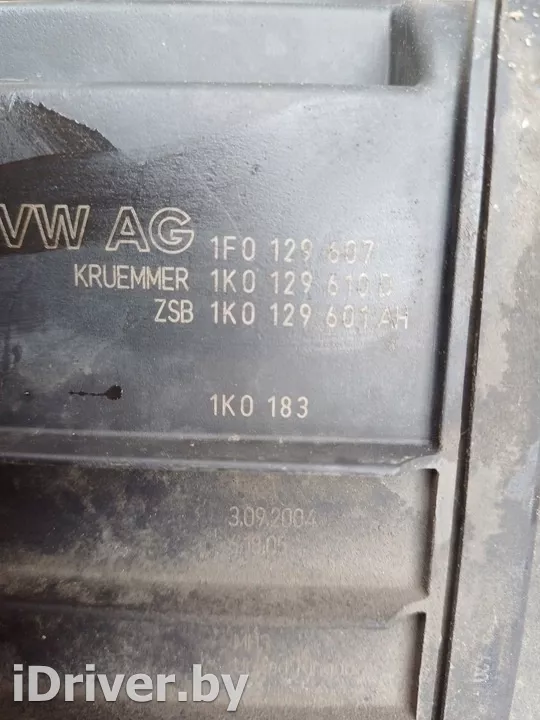 VW AG 1F0 129 607
KRUEMMER 1K0 129 610 D
ZSB 1K0 129 601 AH
1K0 183
3.09.2004
iDriver.by